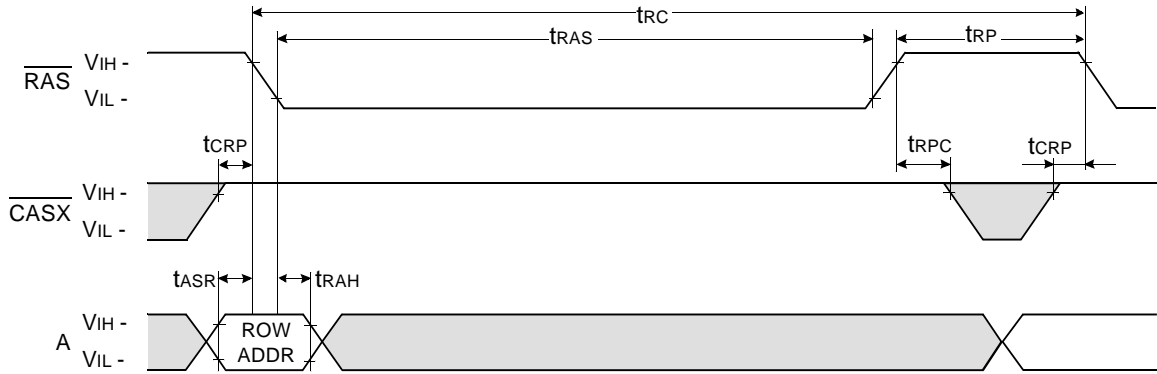 tRC
tRAS
tRP
RAS
VIH -
VIL -
tCRP
tRPC
tCRP
CASX
VIH -
VIL -
tASR
tRAH
A
VIH -
VIL -
ROW
ADDR